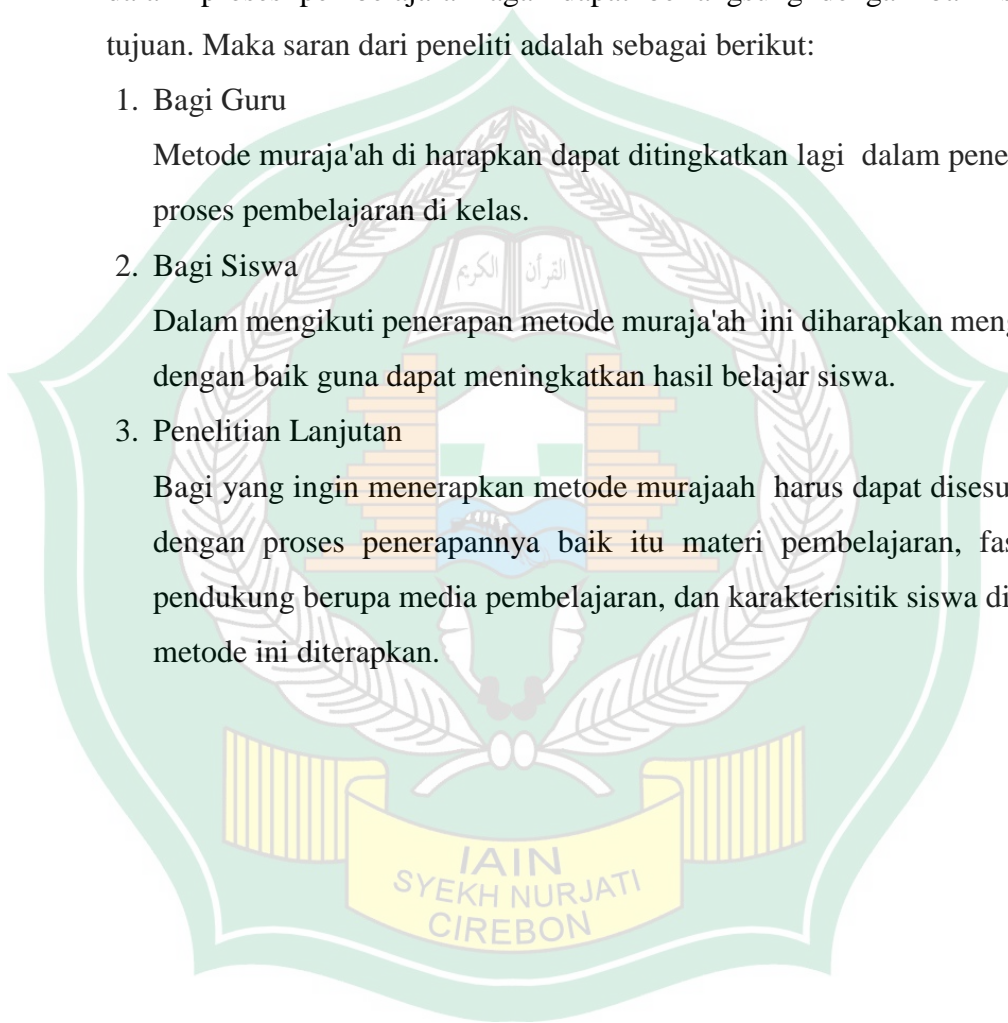 tujuan. Maka saran dari peneliti adalah sebagai berikut:
1. Bagi Guru
Metode muraja'ah di harapkan dapat ditingkatkan lagi dalam pene
proses pembelajaran di kelas.
القرآن الكريم
2. Bagi Siswa
Dalam mengikuti penerapan metode muraja'ah ini diharapkan meng
dengan baik guna dapat meningkatkan hasil belajar siswa.
3. Penelitian Lanjutan
Bagi yang ingin menerapkan metode murajaah harus dapat disesu
dengan proses penerapannya baik itu materi pembelajaran, fas
pendukung berupa media pembelajaran, dan karakterisitik siswa di
metode ini diterapkan.
IAIN
SYEKH NURJATI
CIREBON